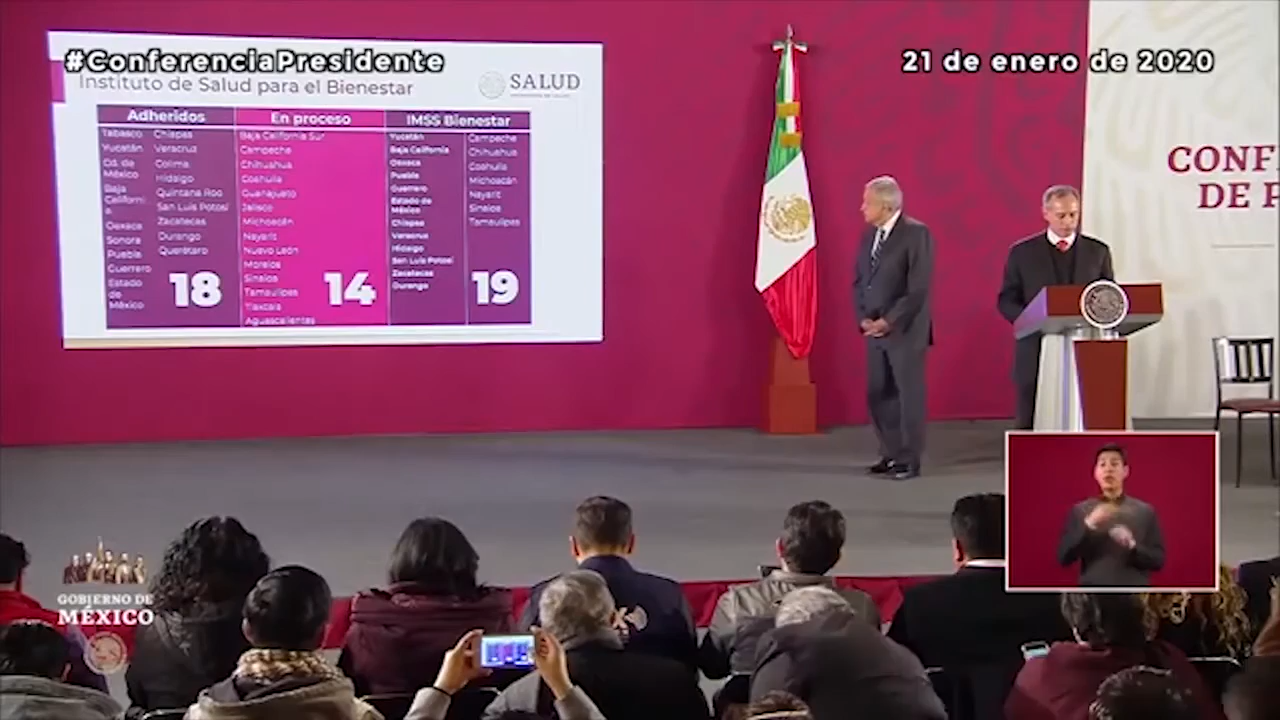 #ConferenciaPresidente
21 de enero de 2020
Instituto de Salud para el Bienestar
SALUD
Adheridos
Tabasco
Yucatán
Cd. de
México
Baja
Californi
a
Oaxaca
Sonora
Puebla
Guerrero
Estado
de
México
Chiapas
Veracruz
Colima
Hidalgo
Quintana Roo
San Luis Potosí
Zacatecas
Durango
Querétaro
18
En proceso
Baja California Sur
Campeche
Chihuahua
Coahuila
Guanajuato
Jalisco
Michoacán
Nayarit
Nuevo León
Morelos
Sinaloa
Tamaulipas
Tlaxcala
Aguascalientes
14
IMSS Bienestar
Yucatán
Baja California
Oaxaca
Puebla
Guerrero
Estado de
México
Chiapas
Veracruz
Hidalgo
San Luis Potosí
Zacatecas
Durango
Campeche
Chihuahua
Coahuila
Michoacán
Nayarit
Sinaloa
Tamaulipas
19
CONF
DE P
GOBIERNO DE
MÉXICO